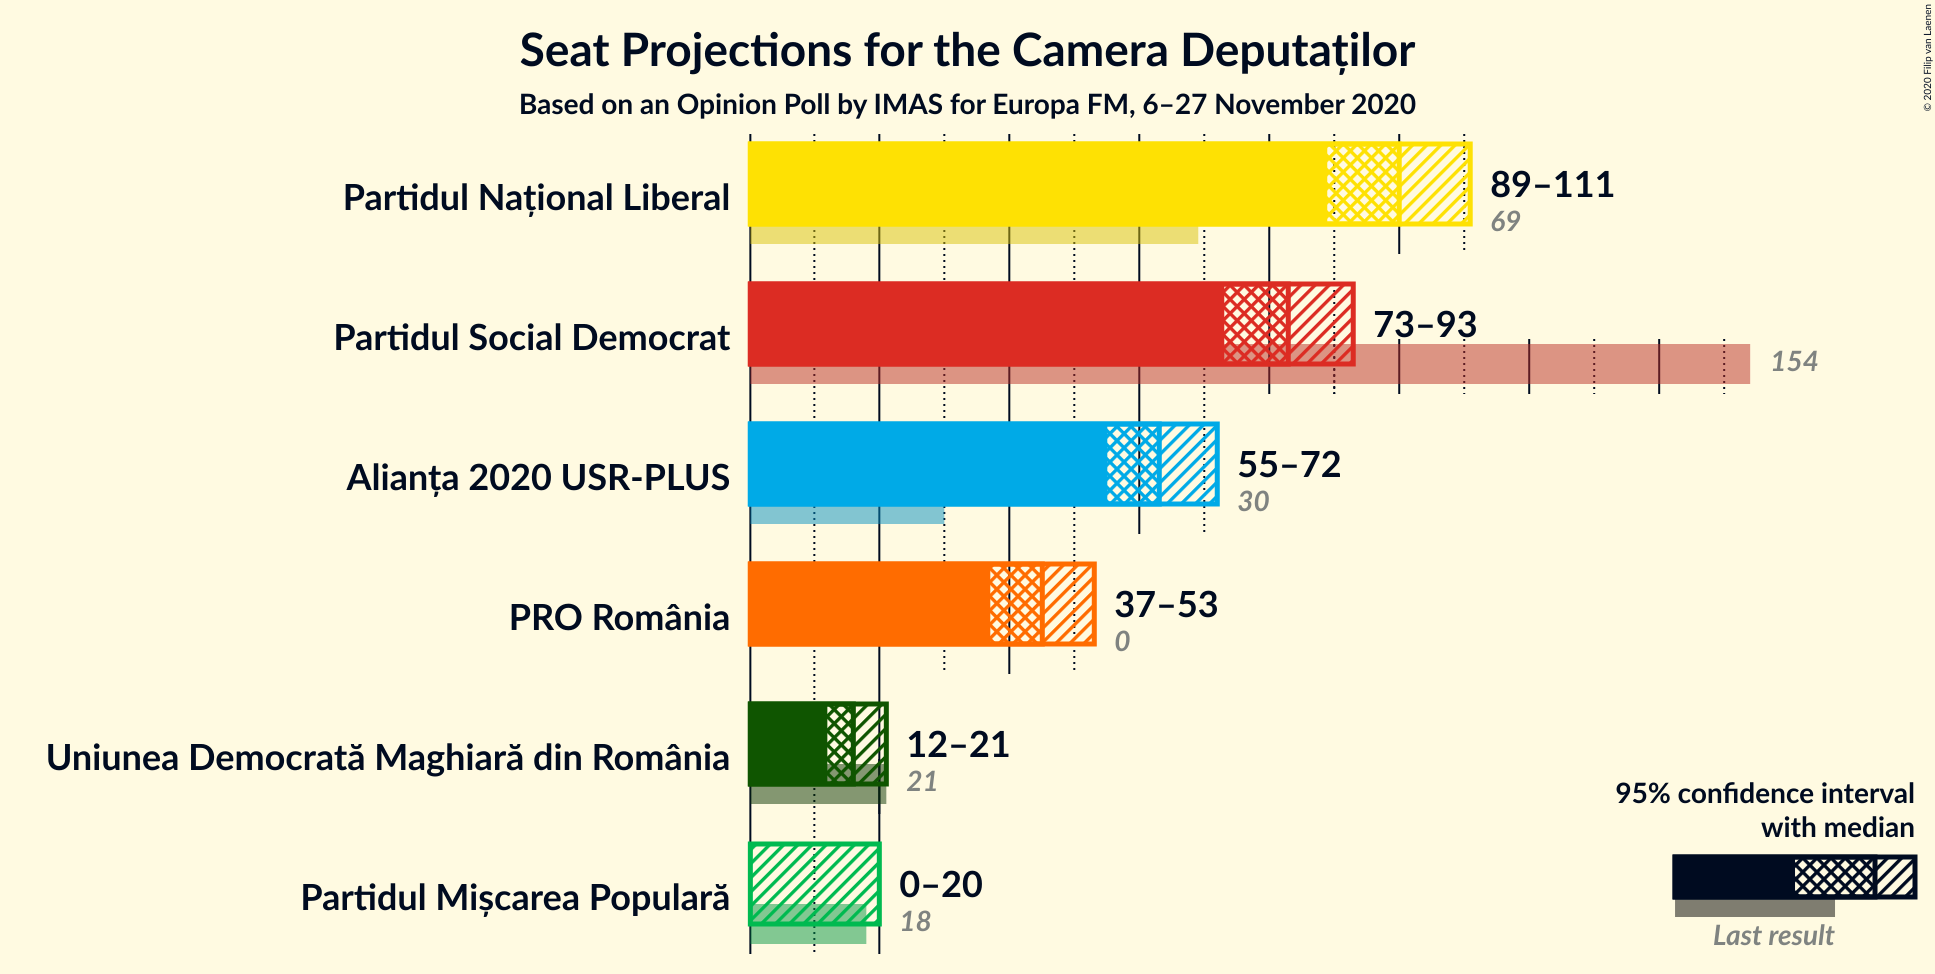 Seat Projections for the Camera Deputaților
Based on an Opinion Poll by IMAS for Europa FM, 6–27 November 2020
© 2020 Filip van Laenen
Partidul Național Liberal
89–111
69
Partidul Social Democrat
73–93
154
Alianța 2020 USR-PLUS
55–72
30
PRO România
37–53
0
Uniunea Democrată Maghiară din România
12–21
21
Partidul Mișcarea Populară
0–20
18
95% confidence interval
with median
Last result